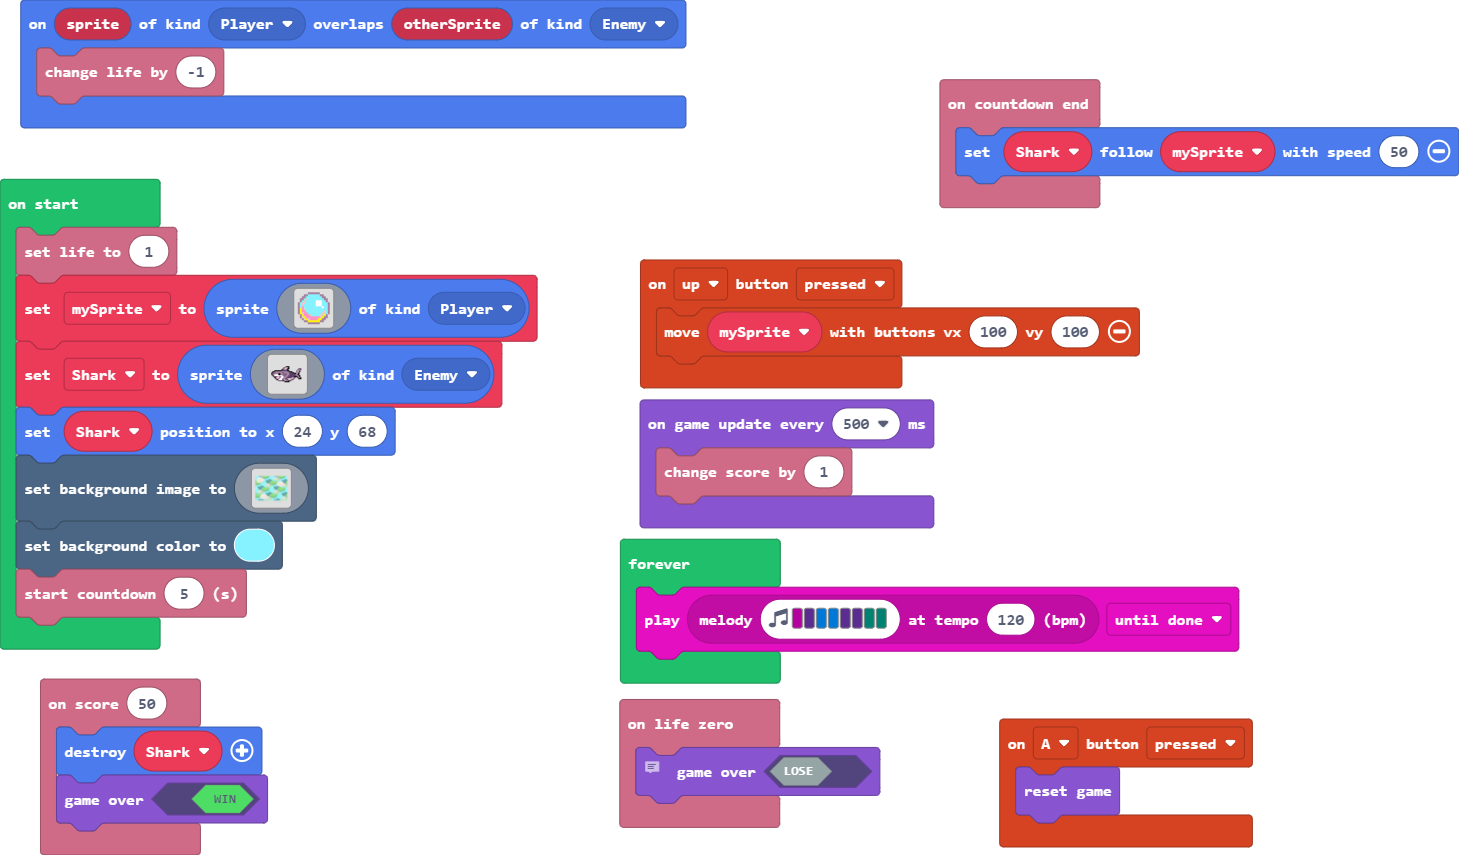 on sprite of kind Player overlaps otherSprite of kind Enemy
change life by -1
on countdown end
set Shark follow mySprite with speed 50
on start
set life to 1
set mySprite to sprite of kind Player
set Shark to sprite of kind Enemy
set Shark position to x 24 y 68
set background image to
set background color to
start countdown 5 (s)
on up button pressed
move mySprite with buttons vx 100 vy 100
on game update every 500 ms
change score by 1
forever
play melody at tempo 120 (bpm) until done
on score 50
destroy Shark
game over WIN
on life zero
game over LOSE
on A button pressed
reset game